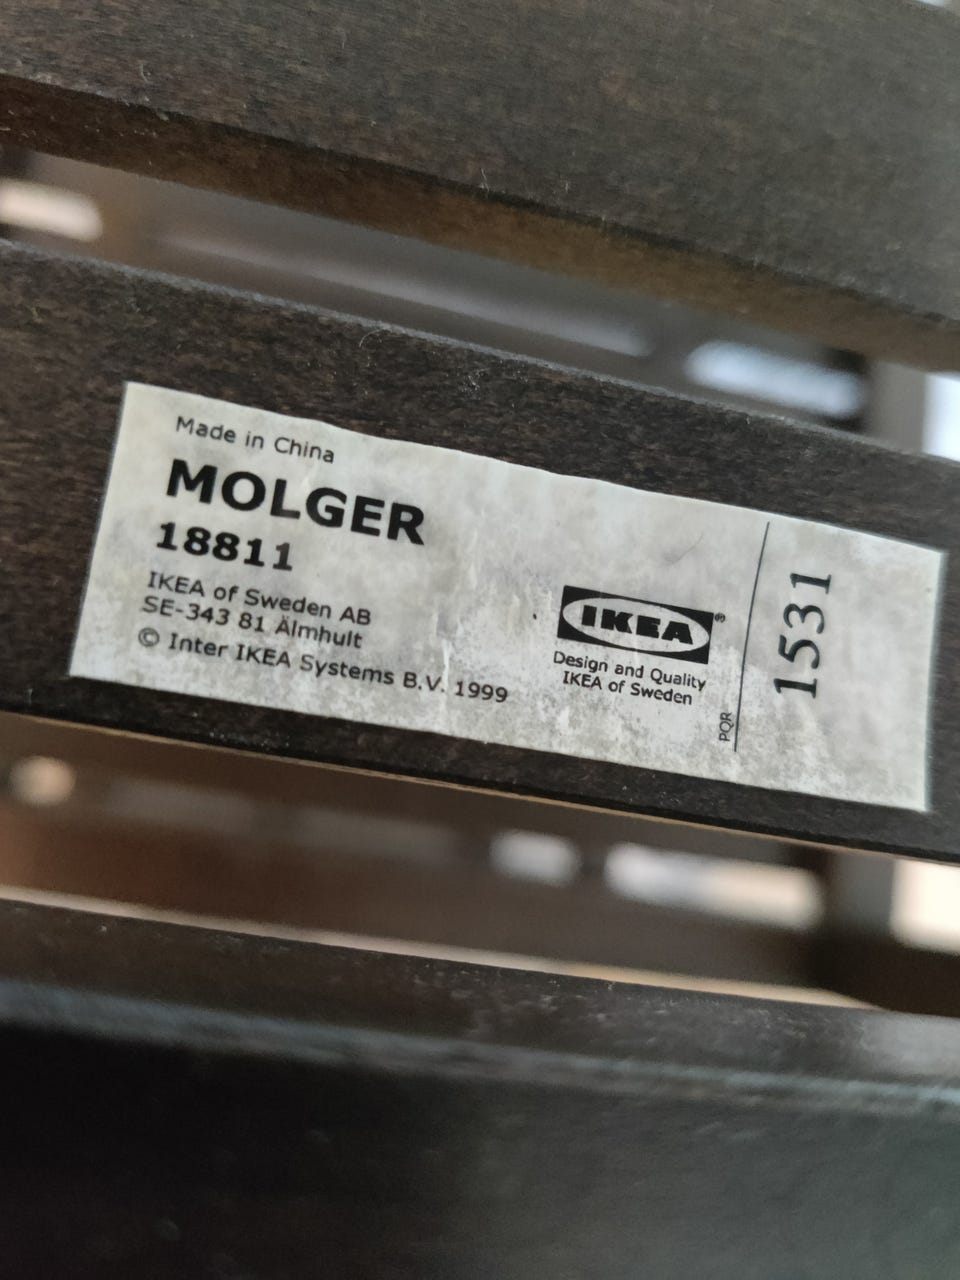 Made in China
MOLGER
18811
IKEA of Sweden AB
SE-343 81 Älmhult
© Inter IKEA Systems B.V. 1999
IKEA®
Design and Quality
IKEA of Sweden
PQR
1531